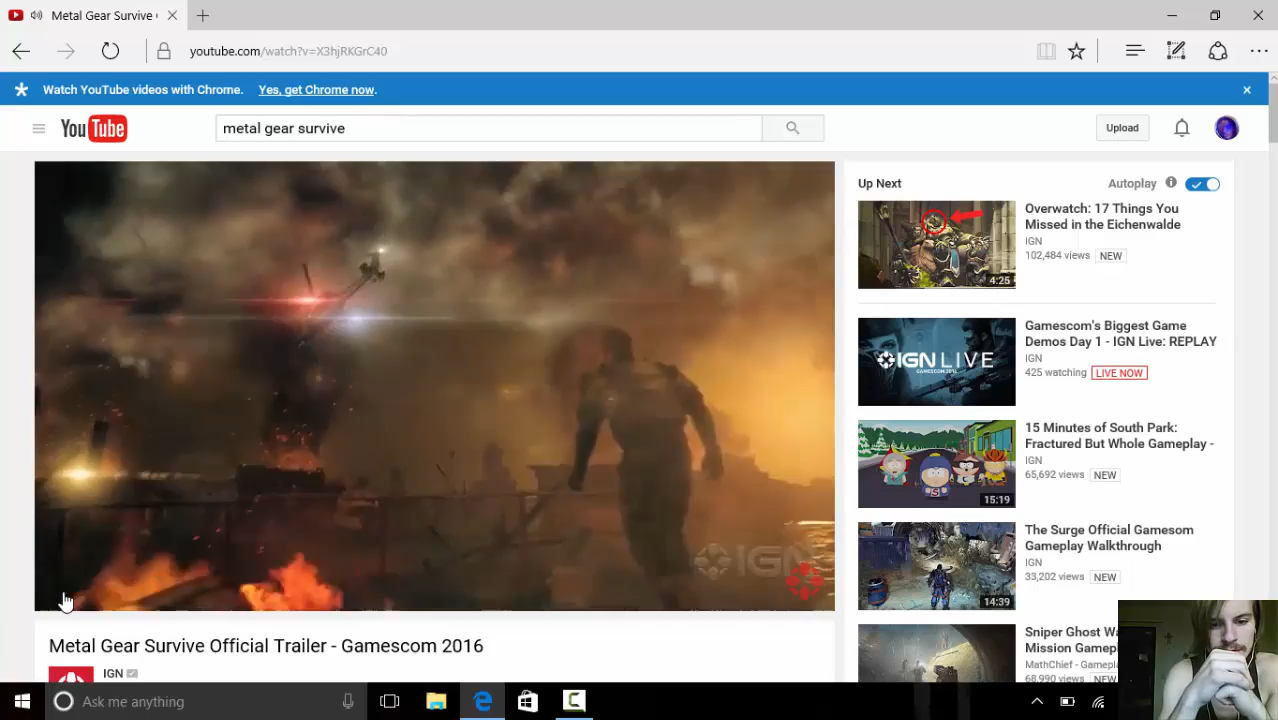 Metal Gear Survive
youtube.com/watch?v=X3hjRKGrC40
Watch YouTube videos with Chrome. Yes, get Chrome now.
YouTube
metal gear survive
Upload
Up Next
Autoplay
Overwatch: 17 Things You
Missed in the Eichenwalde
IGN
102,484 views NEW
4:25
Gamescom's Biggest Game
Demos Day 1 - IGN Live: REPLAY
IGN
425 watching LIVE NOW
IGN LIVE
GAMESCOM 2016
15 Minutes of South Park:
Fractured But Whole Gameplay -
IGN
65,692 views NEW
15:19
The Surge Official Gamesom
Gameplay Walkthrough
IGN
33,202 views NEW
14:39
Sniper Ghost
Mission
MathChief -
68,990 views
IGN
Metal Gear Survive Official Trailer - Gamescom 2016
IGN
Ask me anything